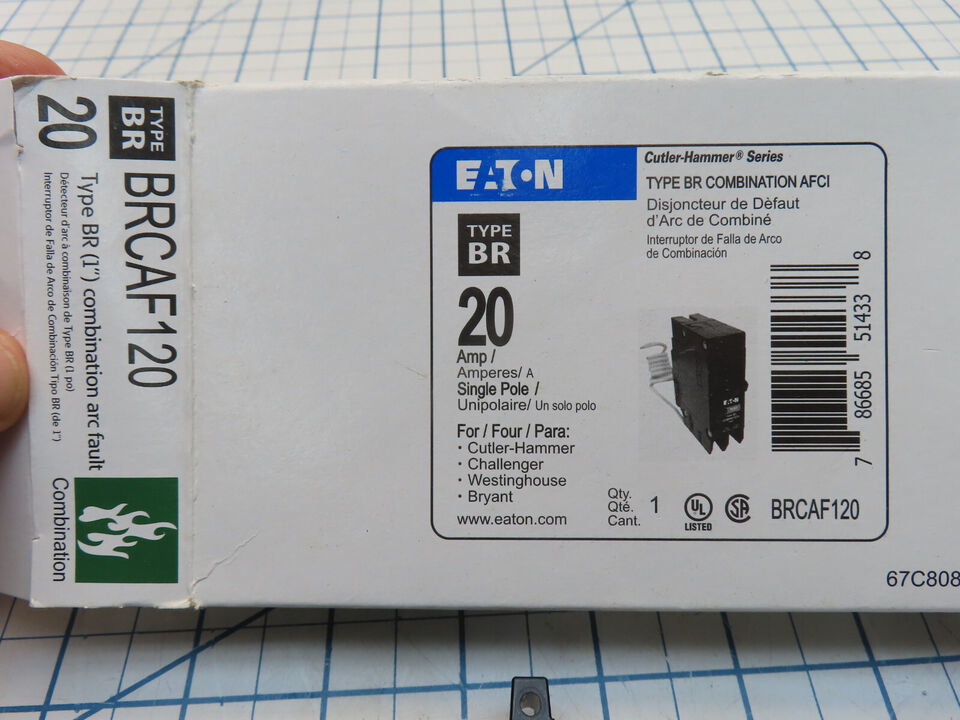 TYPE
BR
20
BRCAF120
Type BR (1") combination arc fault
Détecteur d'arc à combinaison de Type BR (1 po)
Interruptor de Falla de Arco de Combinación Tipo BR (de 1")
Combination
EATON
Cutler-Hammer® Series
TYPE BR COMBINATION AFCI
Disjoncteur de Dèfaut
d'Arc de Combiné
Interruptor de Falla de Arco
de Combinación
TYPE
BR
20
Amp /
Amperes/ A
Single Pole /
Unipolaire/ Un solo polo
For / Four / Para:
· Cutler-Hammer
· Challenger
· Westinghouse
· Bryant
www.eaton.com
EATON
7 86685 51433 8
Qty.
Qté.
Cant.
1
UL
LISTED
SA
BRCAF120
67C808